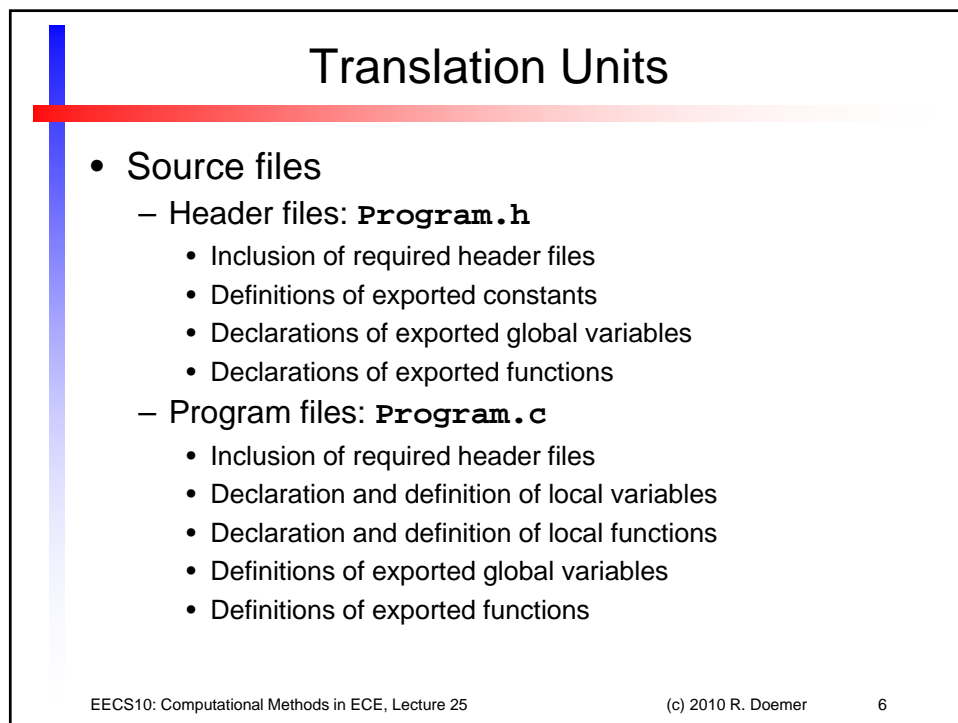 Translation Units
• Source files
– Header files: Program.h
• Inclusion of required header files
• Definitions of exported constants
• Declarations of exported global variables
• Declarations of exported functions
– Program files: Program.c
• Inclusion of required header files
• Declaration and definition of local variables
• Declaration and definition of local functions
• Definitions of exported global variables
• Definitions of exported functions
EECS10: Computational Methods in ECE, Lecture 25 (c) 2010 R. Doemer 6